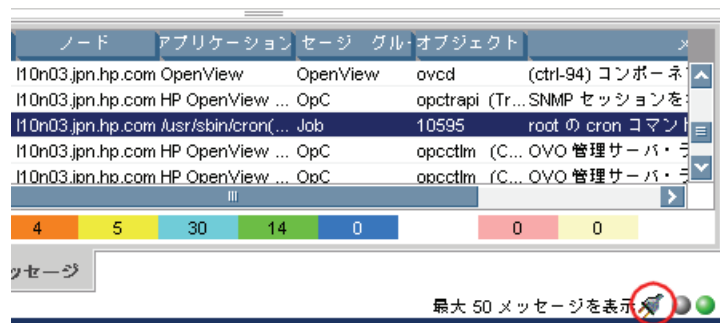 ノード アプリケーション セージ グル· オブジェクト メ
l10n03.jpn.hp.com OpenView OpenView ovcd (ctrl-94) コンポーネ
l10n03.jpn.hp.com HP OpenView ... OpC opctrapi (Tr... SNMP セッションを
l10n03.jpn.hp.com /usr/sbin/cron(... Job 10595 root の cron コマント
l10n03.jpn.hp.com HP OpenView ... OpC opcctlm (C... OVO 管理サーバ・
l10n03.jpn.hp.com HP OpenView ... OpC opcctlm (C... OVO 管理サーバ・
4 5 30 14 0 0 0
ッセージ
最大 50 メッセージを表示